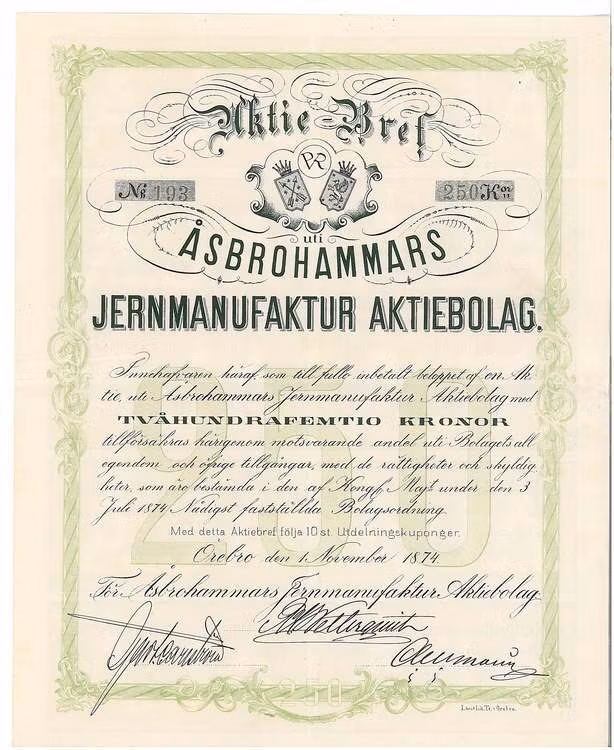 Aktie-Bref
No 193
250 Kr
uti
ÅSBROHAMMARS
JERNMANUFAKTUR AKTIEBOLAG.
Innehafvaren häraf, som till fullo inbetalt beloppet af en Ak-
tie, uti Åsbrohammars Jernmanufaktur Aktiebolag med
TVÅHUNDRAFEMTIO KRONOR
tillförsäkras härigenom motsvarande andel uti Bolagets all
egendom och öfrige tillgångar, med de rättigheter och skyldig-
heter, som äro bestämda i den af Kongl. Majt under den 3
Juli 1874 Nådigst fastställda Bolagsordning.
Med detta Aktiebref följa 10 st. Utdelningskuponger.
Örebro den 1 November 1874.
För Åsbrohammars Jernmanufaktur Aktiebolag
250